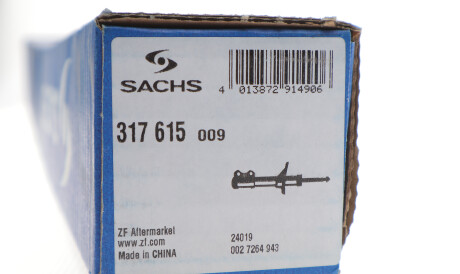 SACHS
4 013872 914906
317 615 009
ZF Aftermarket
www.zf.com
Made in CHINA
24019
002 7264 943